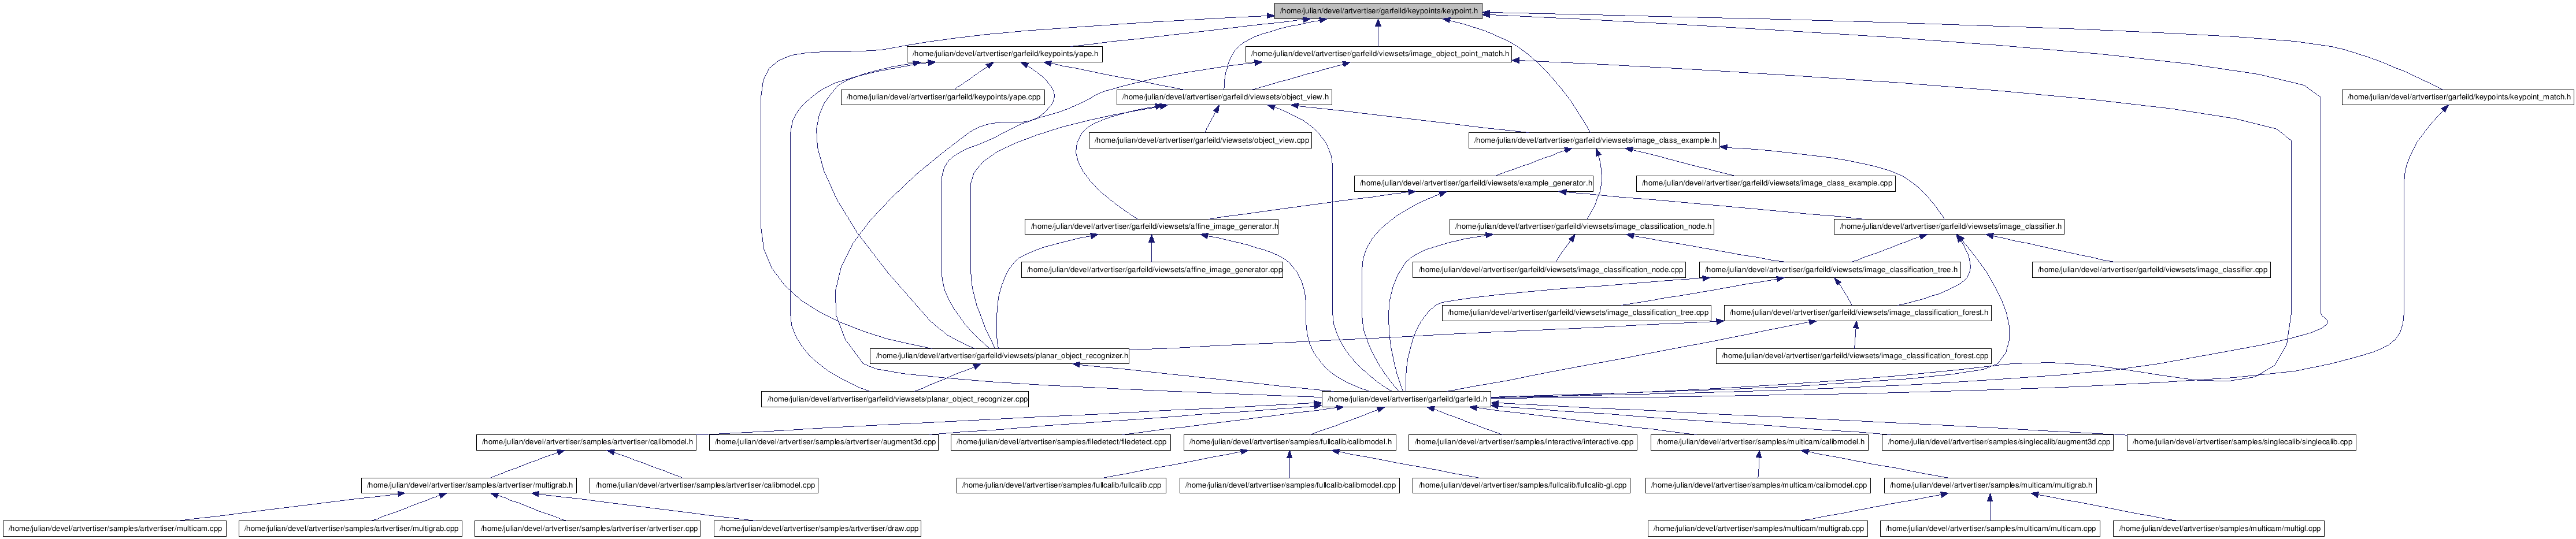 /home/julian/devel/artvertiser/garfeild/keypoints/keypoint.h
/home/julian/devel/artvertiser/garfeild/keypoints/yape.h
/home/julian/devel/artvertiser/garfeild/viewsets/image_object_point_match.h
/home/julian/devel/artvertiser/garfeild/keypoints/yape.cpp
/home/julian/devel/artvertiser/garfeild/viewsets/object_view.h
/home/julian/devel/artvertiser/garfeild/keypoints/keypoint_match.h
/home/julian/devel/artvertiser/garfeild/viewsets/object_view.cpp
/home/julian/devel/artvertiser/garfeild/viewsets/image_class_example.h
/home/julian/devel/artvertiser/garfeild/viewsets/example_generator.h
/home/julian/devel/artvertiser/garfeild/viewsets/image_class_example.cpp
/home/julian/devel/artvertiser/garfeild/viewsets/affine_image_generator.h
/home/julian/devel/artvertiser/garfeild/viewsets/image_classification_node.h
/home/julian/devel/artvertiser/garfeild/viewsets/image_classifier.h
/home/julian/devel/artvertiser/garfeild/viewsets/affine_image_generator.cpp
/home/julian/devel/artvertiser/garfeild/viewsets/image_classification_node.cpp
/home/julian/devel/artvertiser/garfeild/viewsets/image_classification_tree.h
/home/julian/devel/artvertiser/garfeild/viewsets/image_classifier.cpp
/home/julian/devel/artvertiser/garfeild/viewsets/image_classification_tree.cpp
/home/julian/devel/artvertiser/garfeild/viewsets/image_classification_forest.h
/home/julian/devel/artvertiser/garfeild/viewsets/planar_object_recognizer.h
/home/julian/devel/artvertiser/garfeild/viewsets/image_classification_forest.cpp
/home/julian/devel/artvertiser/garfeild/viewsets/planar_object_recognizer.cpp
/home/julian/devel/artvertiser/garfeild/garfeild.h
/home/julian/devel/artvertiser/samples/artvertiser/calibmodel.h
/home/julian/devel/artvertiser/samples/artvertiser/augment3d.cpp
/home/julian/devel/artvertiser/samples/filedetect/filedetect.cpp
/home/julian/devel/artvertiser/samples/fullcalib/calibmodel.h
/home/julian/devel/artvertiser/samples/interactive/interactive.cpp
/home/julian/devel/artvertiser/samples/multicam/calibmodel.h
/home/julian/devel/artvertiser/samples/singlecalib/augment3d.cpp
/home/julian/devel/artvertiser/samples/singlecalib/singlecalib.cpp
/home/julian/devel/artvertiser/samples/artvertiser/multigrab.h
/home/julian/devel/artvertiser/samples/artvertiser/calibmodel.cpp
/home/julian/devel/artvertiser/samples/fullcalib/fullcalib.cpp
/home/julian/devel/artvertiser/samples/fullcalib/calibmodel.cpp
/home/julian/devel/artvertiser/samples/fullcalib/fullcalib-gl.cpp
/home/julian/devel/artvertiser/samples/multicam/calibmodel.cpp
/home/julian/devel/artvertiser/samples/multicam/multigrab.h
/home/julian/devel/artvertiser/samples/artvertiser/multicam.cpp
/home/julian/devel/artvertiser/samples/artvertiser/multigrab.cpp
/home/julian/devel/artvertiser/samples/artvertiser/artvertiser.cpp
/home/julian/devel/artvertiser/samples/artvertiser/draw.cpp
/home/julian/devel/artvertiser/samples/multicam/multigrab.cpp
/home/julian/devel/artvertiser/samples/multicam/multicam.cpp
/home/julian/devel/artvertiser/samples/multicam/multigl.cpp